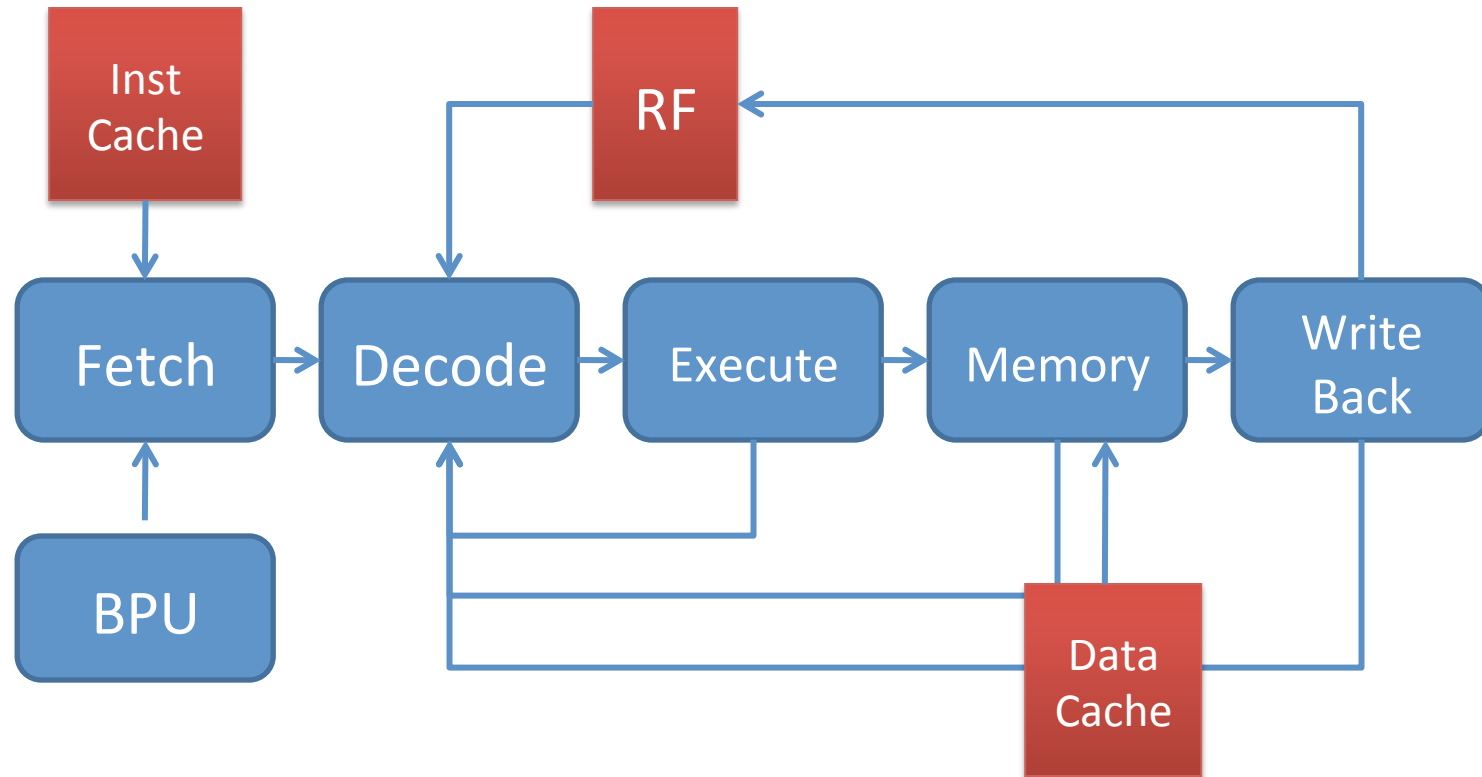 Inst
Cache
RF
Fetch
Decode
Execute
Memory
Write
Back
BPU
Data
Cache